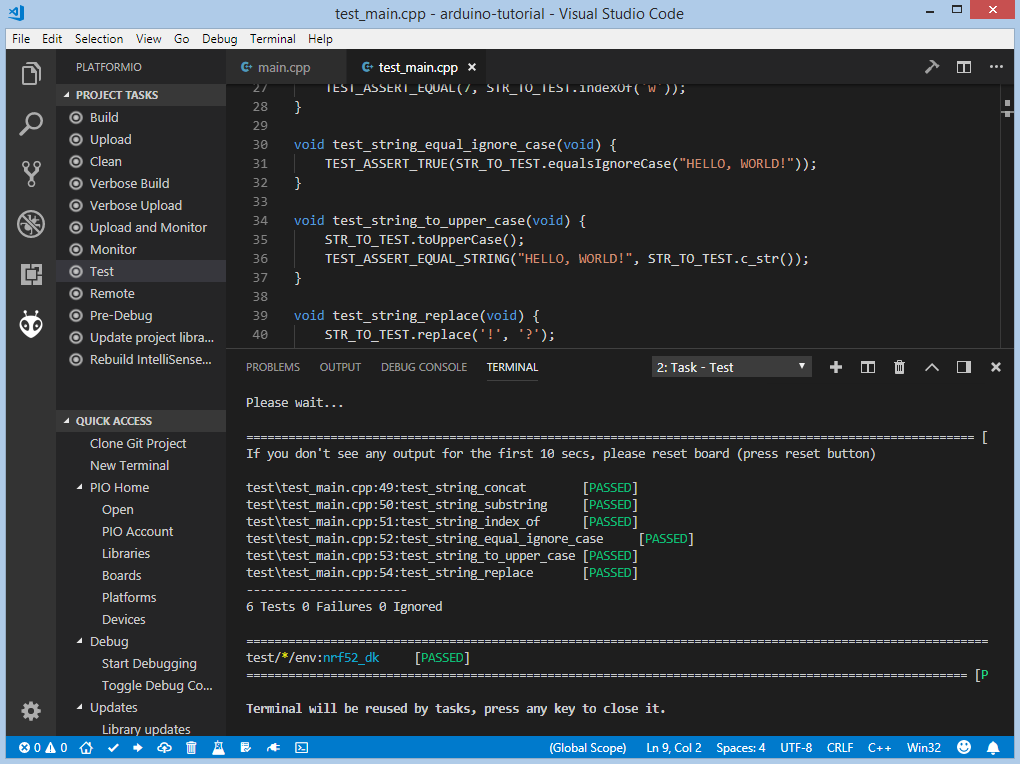 test_main.cpp - arduino-tutorial - Visual Studio Code
File Edit Selection View Go Debug Terminal Help
PLATFORMIO
PROJECT TASKS
Build
Upload
Clean
Verbose Build
Verbose Upload
Upload and Monitor
Monitor
Test
Remote
Pre-Debug
Update project libra...
Rebuild IntelliSense...
QUICK ACCESS
Clone Git Project
New Terminal
PIO Home
Open
PIO Account
Libraries
Boards
Platforms
Devices
Debug
Start Debugging
Toggle Debug Co...
Updates
Library updates
main.cpp test_main.cpp
27 TEST_ASSERT_EQUAL(7, STR_TO_TEST.indexOf('w'));
28 }
29
30 void test_string_equal_ignore_case(void) {
31 TEST_ASSERT_TRUE(STR_TO_TEST.equalsIgnoreCase("HELLO, WORLD!"));
32 }
33
34 void test_string_to_upper_case(void) {
35 STR_TO_TEST.toUpperCase();
36 TEST_ASSERT_EQUAL_STRING("HELLO, WORLD!", STR_TO_TEST.c_str());
37 }
38
39 void test_string_replace(void) {
40 STR_TO_TEST.replace('!', '?');
PROBLEMS OUTPUT DEBUG CONSOLE TERMINAL 2: Task - Test
Please wait...
======================================================================================================== [
If you don't see any output for the first 10 secs, please reset board (press reset button)
test\test_main.cpp:49:test_string_concat [PASSED]
test\test_main.cpp:50:test_string_substring [PASSED]
test\test_main.cpp:51:test_string_index_of [PASSED]
test\test_main.cpp:52:test_string_equal_ignore_case [PASSED]
test\test_main.cpp:53:test_string_to_upper_case [PASSED]
test\test_main.cpp:54:test_string_replace [PASSED]
-----------------------
6 Tests 0 Failures 0 Ignored
==========================================================================================================
test/*/env:nrf52_dk [PASSED]
======================================================================================================= [P
Terminal will be reused by tasks, press any key to close it.
0 0 (Global Scope) Ln 9, Col 2 Spaces: 4 UTF-8 CRLF C++ Win32